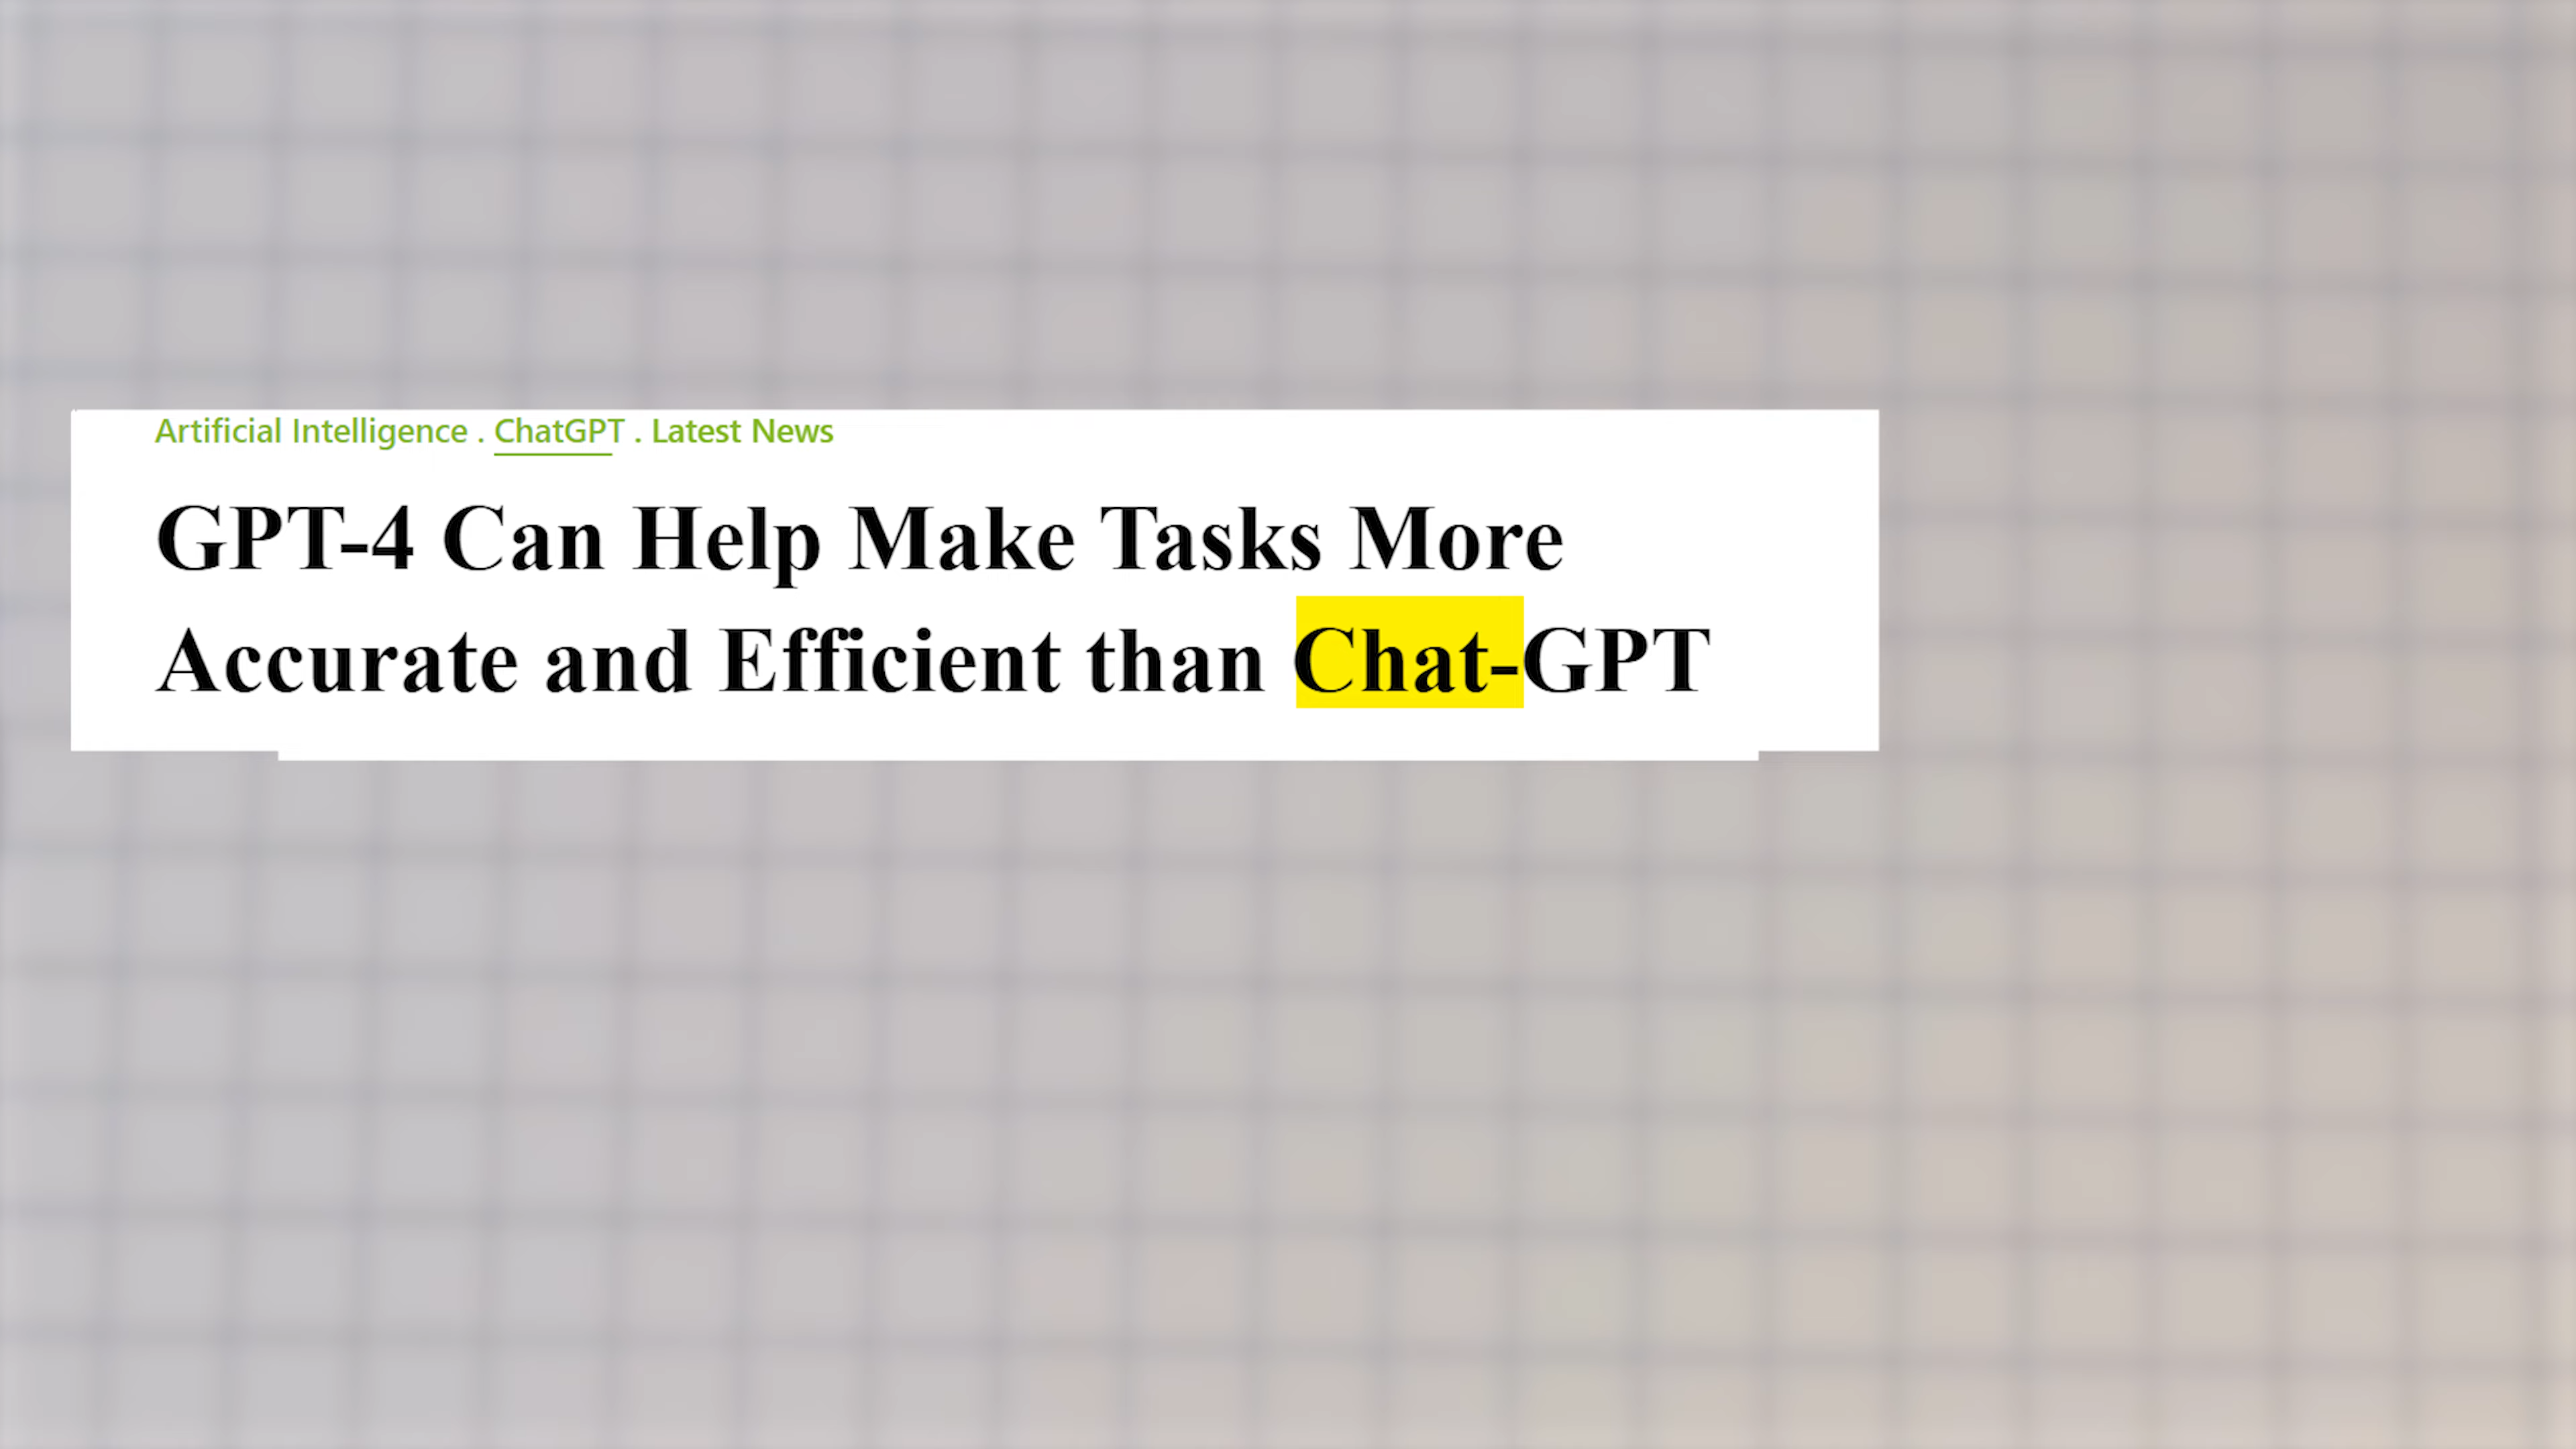 Artificial Intelligence . ChatGPT . Latest News
GPT-4 Can Help Make Tasks More
Accurate and Efficient than Chat-GPT